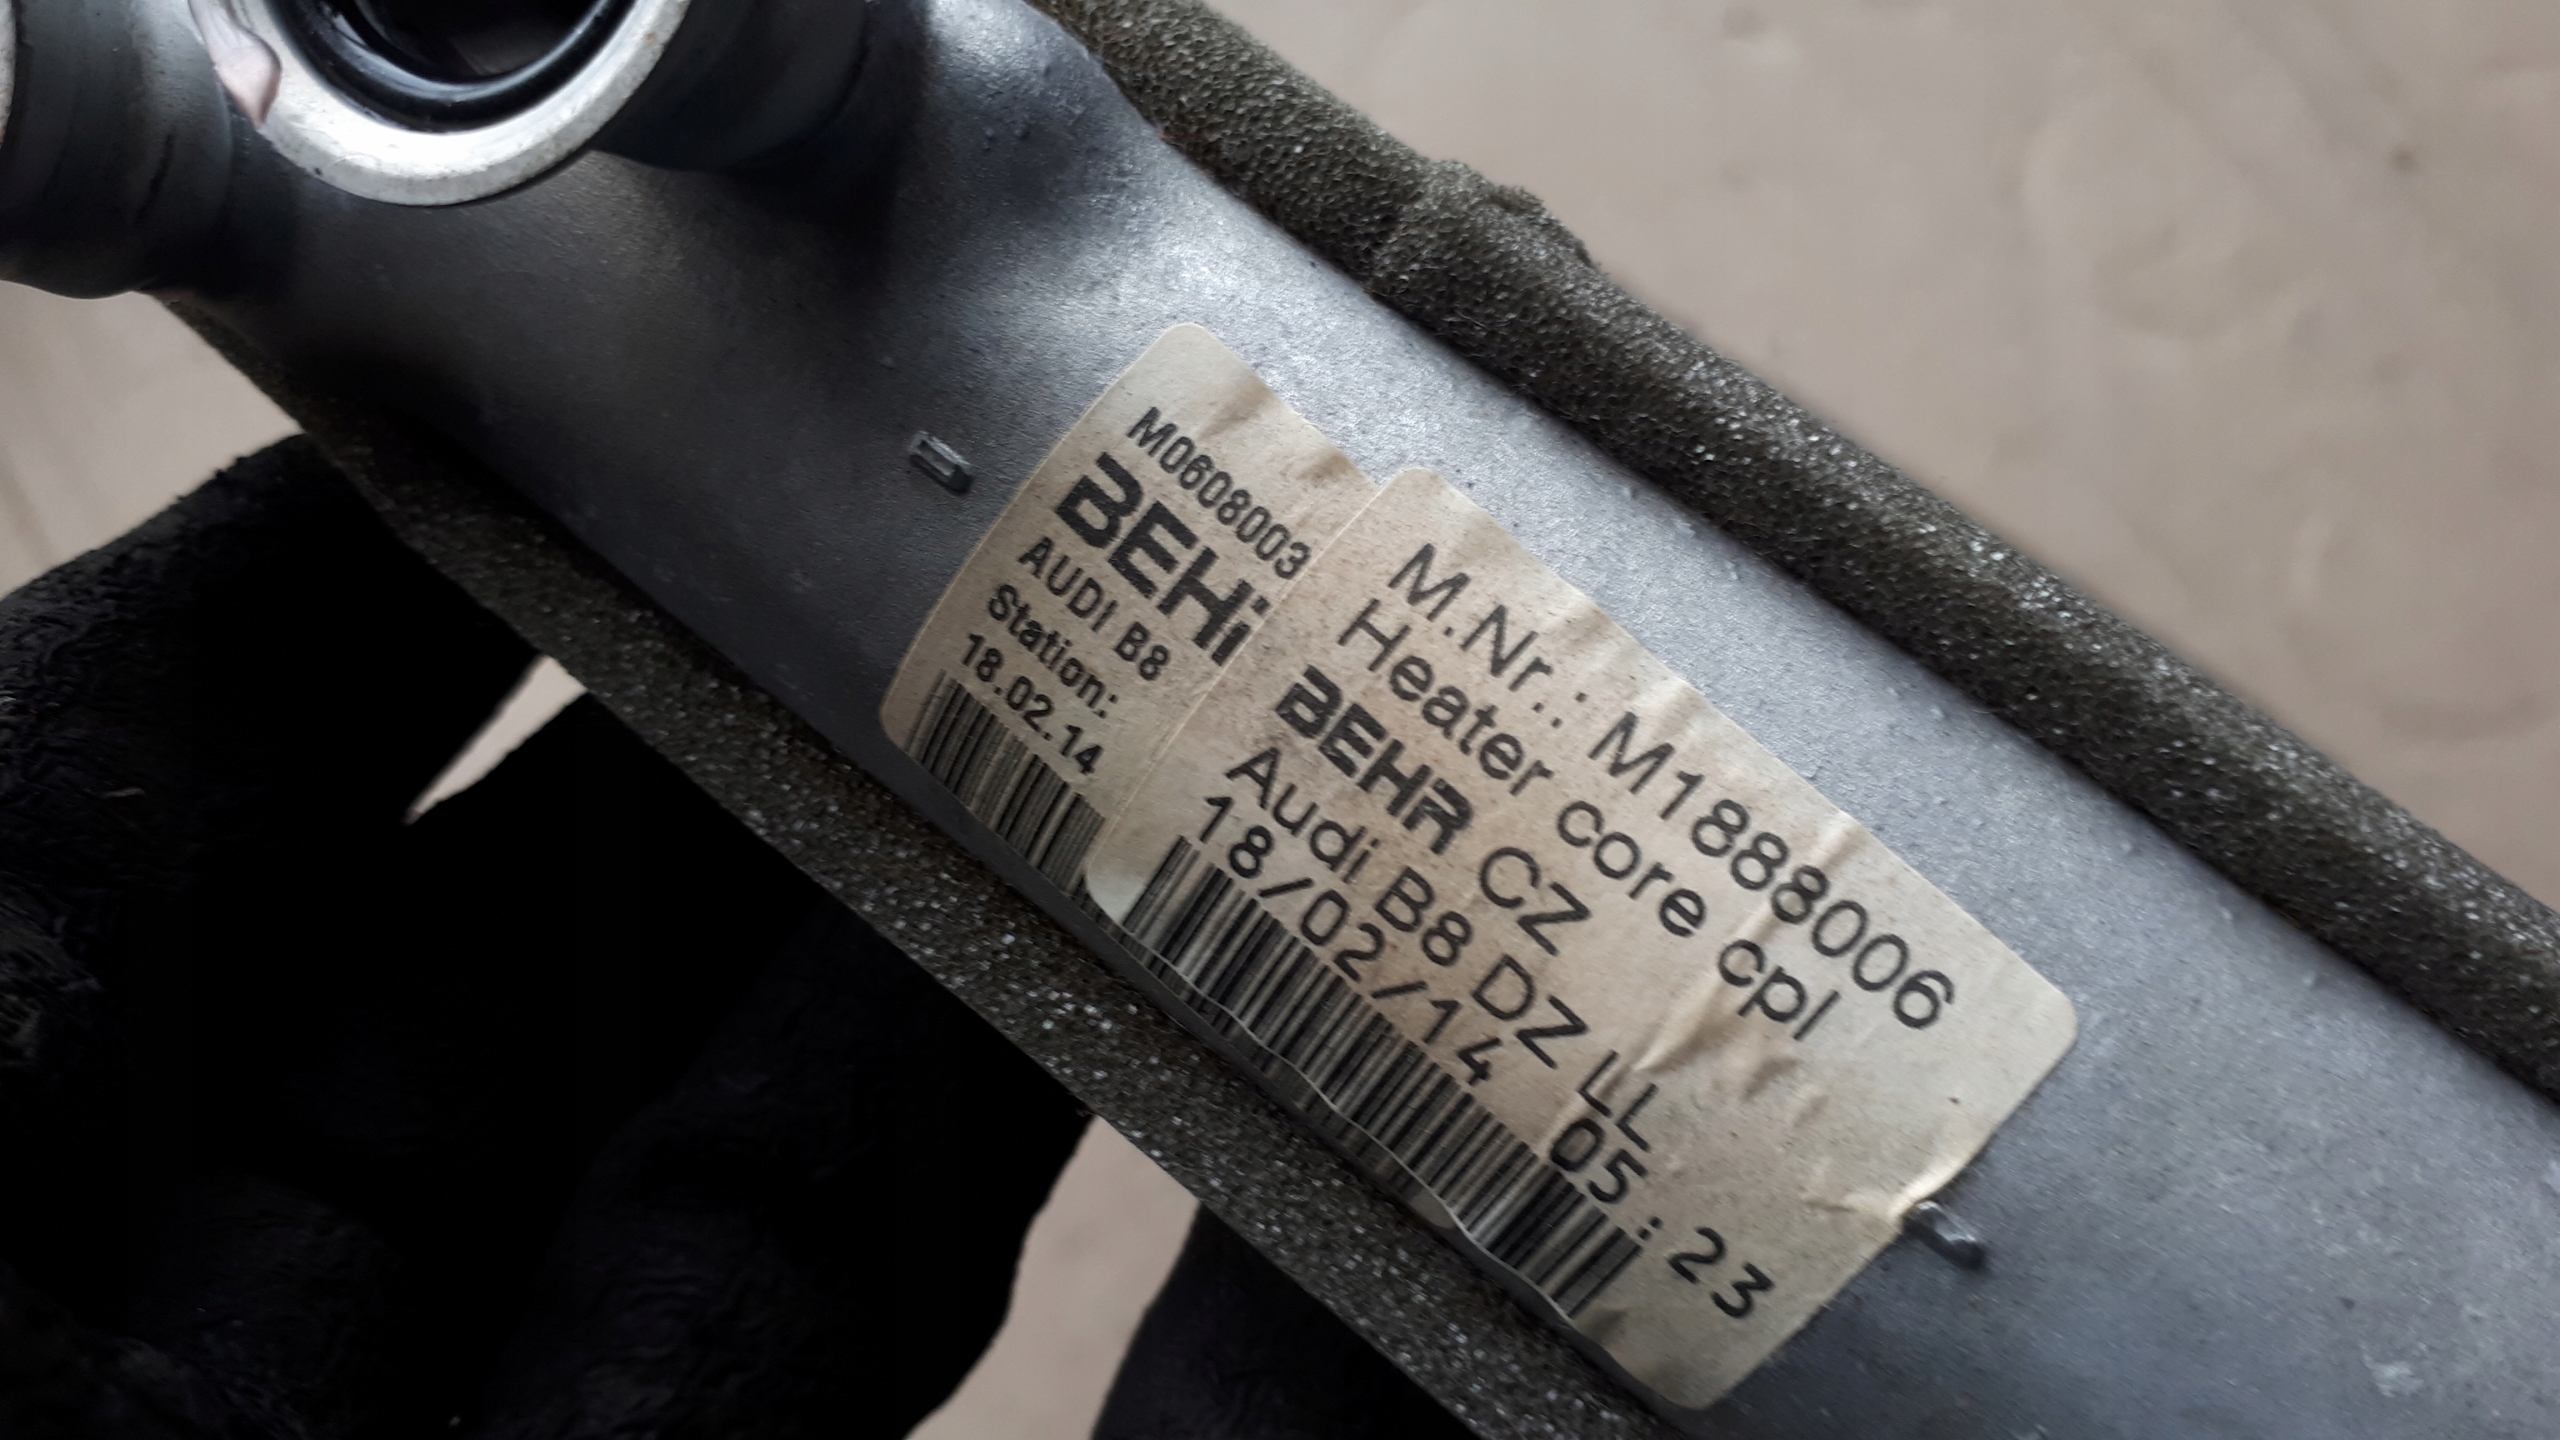 M0608003
BEHR
AUDI B8
Station:
18.02.14
M.Nr.: M1888006
Heater core cpl
BEHR CZ
Audi B8 DZ LL
18/02/14 05:23